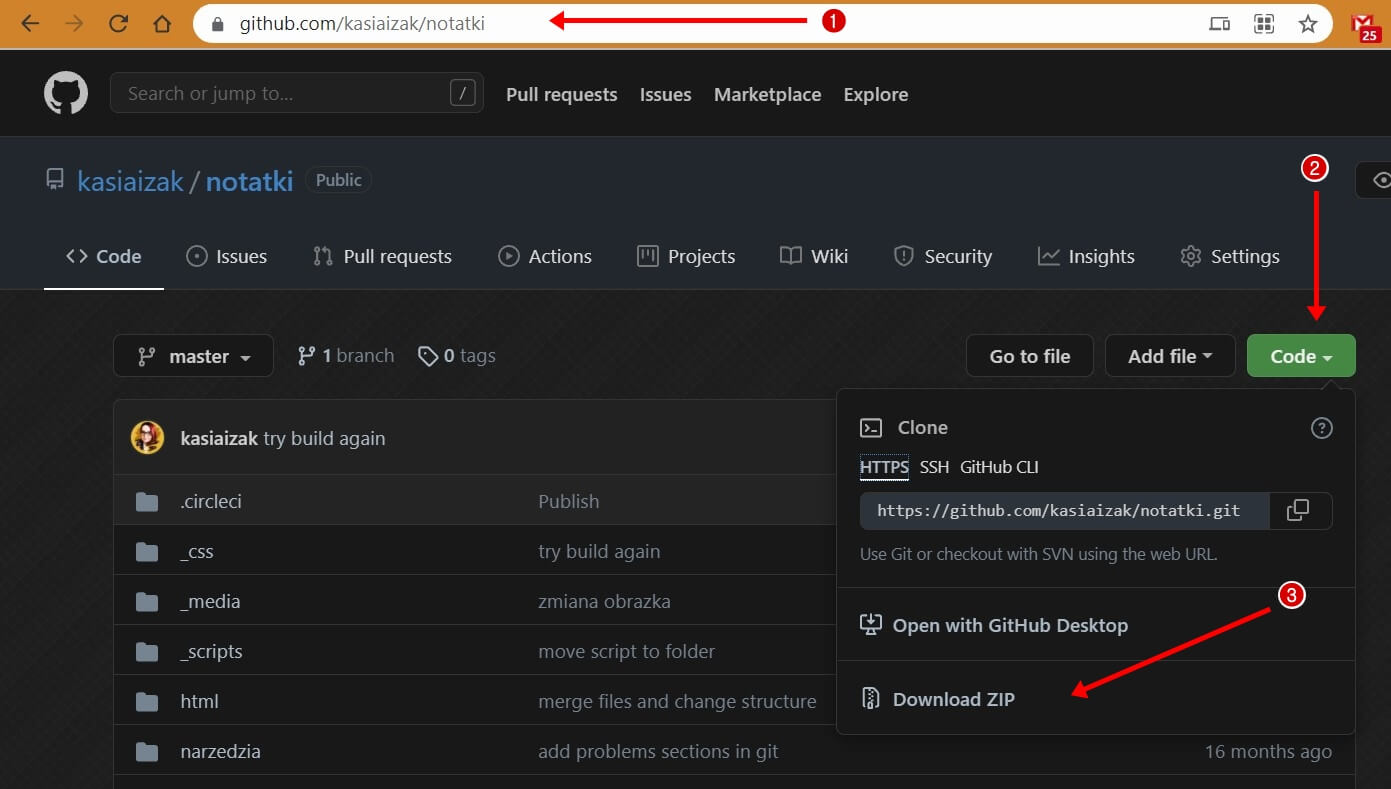 github.com/kasiaizak/notatki 1
25
Search or jump to... / Pull requests Issues Marketplace Explore
kasiaizak / notatki Public 2
Code Issues Pull requests Actions Projects Wiki Security Insights Settings
master 1 branch 0 tags Go to file Add file Code
kasiaizak try build again
Clone ?
HTTPS SSH GitHub CLI
.circleci Publish
https://github.com/kasiaizak/notatki.git
_css try build again
Use Git or checkout with SVN using the web URL.
_media zmiana obrazka
3
Open with GitHub Desktop
_scripts move script to folder
html merge files and change structure
Download ZIP
narzedzia add problems sections in git 16 months ago